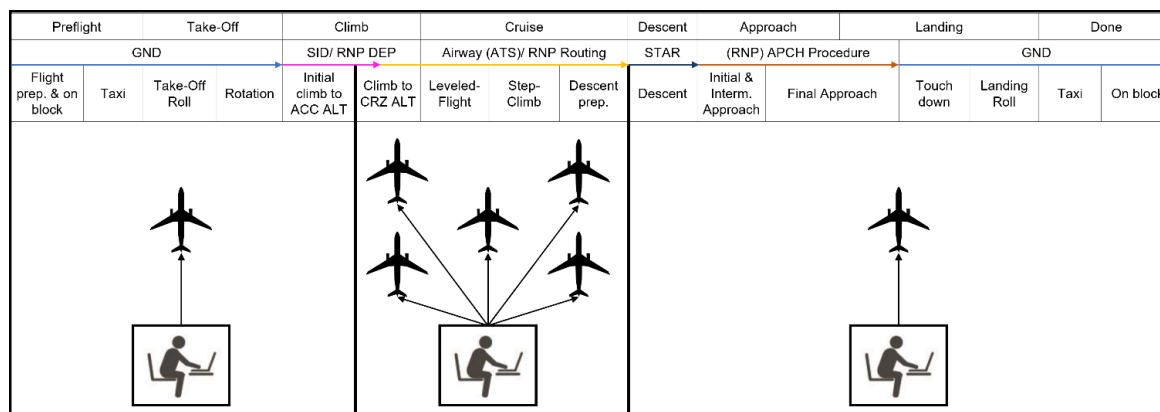 Preflight Take-Off Climb Cruise Descent Approach Landing Done
GND SID/ RNP DEP Airway (ATS)/ RNP Routing STAR (RNP) APCH Procedure GND
Flight
prep. & on
block
Taxi
Take-Off
Roll
Rotation
Initial
climb to
ACC ALT
Climb to
CRZ ALT
Leveled-
Flight
Step-
Climb
Descent
prep.
Descent
Initial &
Interm.
Approach
Final Approach
Touch
down
Landing
Roll
Taxi
On block